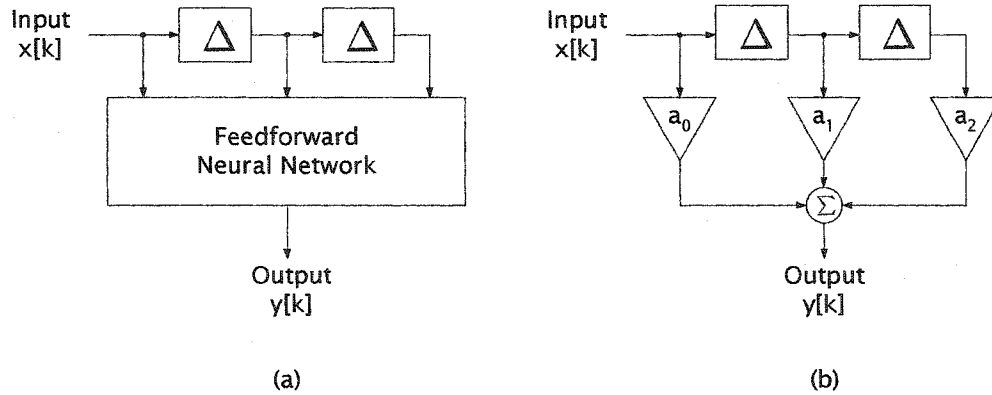 Input
x[k]
Δ
Δ
Feedforward
Neural Network
Output
y[k]
(a)
Input
x[k]
Δ
Δ
a₀
a₁
a₂
Σ
Output
y[k]
(b)